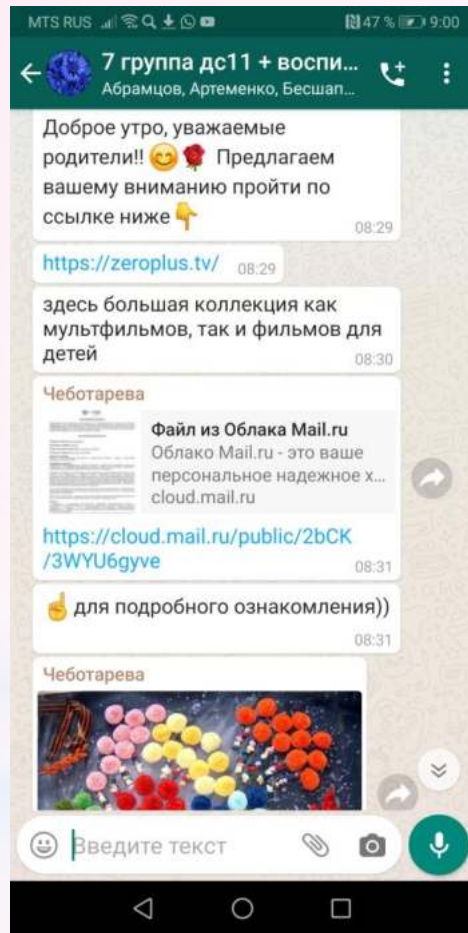 MTS RUS 47 % 9:00
7 группа дс11 + воспи...
Абрамцов, Артеменко, Бесшап...
Доброе утро, уважаемые
родители!! 😊🌹 Предлагаем
вашему вниманию пройти по
ссылке ниже👇
08:29
https://zeroplus.tv/ 08:29
здесь большая коллекция как
мультфильмов, так и фильмов для
детей
08:30
Чеботарева
Файл из Облака Mail.ru
Облако Mail.ru - это ваше
персональное надежное х...
cloud.mail.ru
https://cloud.mail.ru/public/2bCK
/3WYU6gyve
08:31
☝для подробного ознакомления))
08:31
Чеботарева
Введите текст